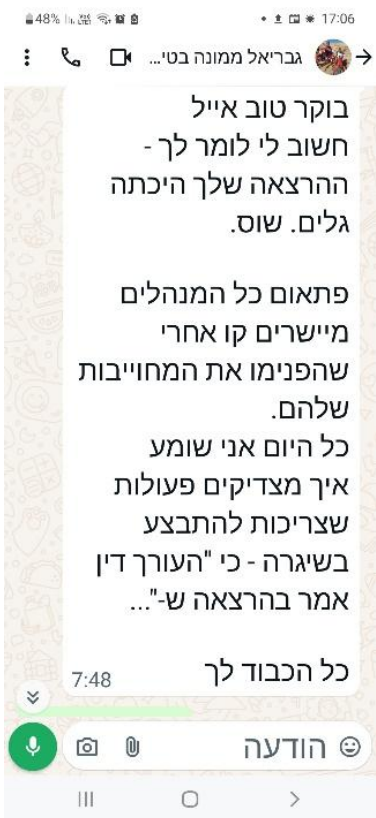 48% 17:06
גבריאל ממונה בטי...
בוקר טוב אייל
חשוב לי לומר לך -
ההרצאה שלך היכתה
גלים. שוס.
פתאום כל המנהלים
מיישרים קו אחרי
שהפנימו את המחוייבות
שלהם.
כל היום אני שומע
איך מצדיקים פעולות
שצריכות להתבצע
בשיגרה - כי "העורך דין
אמר בהרצאה ש-"...
כל הכבוד לך
7:48
הודעה